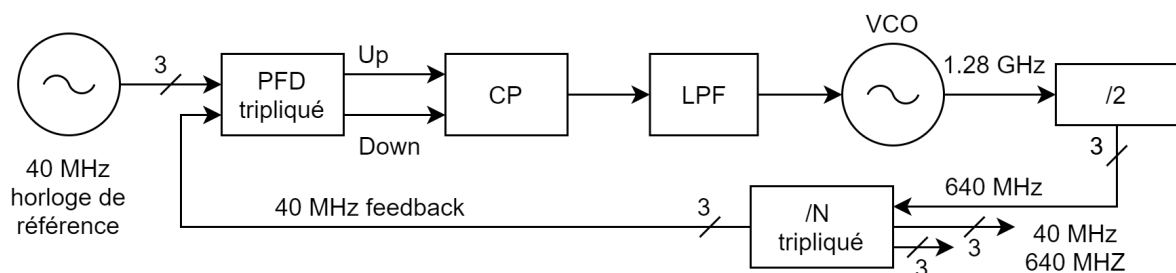 VCO
Up
3
PFD
tripliqué
CP
LPF
1.28 GHz
/2
Down
40 MHz
horloge de
référence
3
640 MHz
40 MHz feedback
3
/N
tripliqué
3
3
40 MHz
640 MHZ